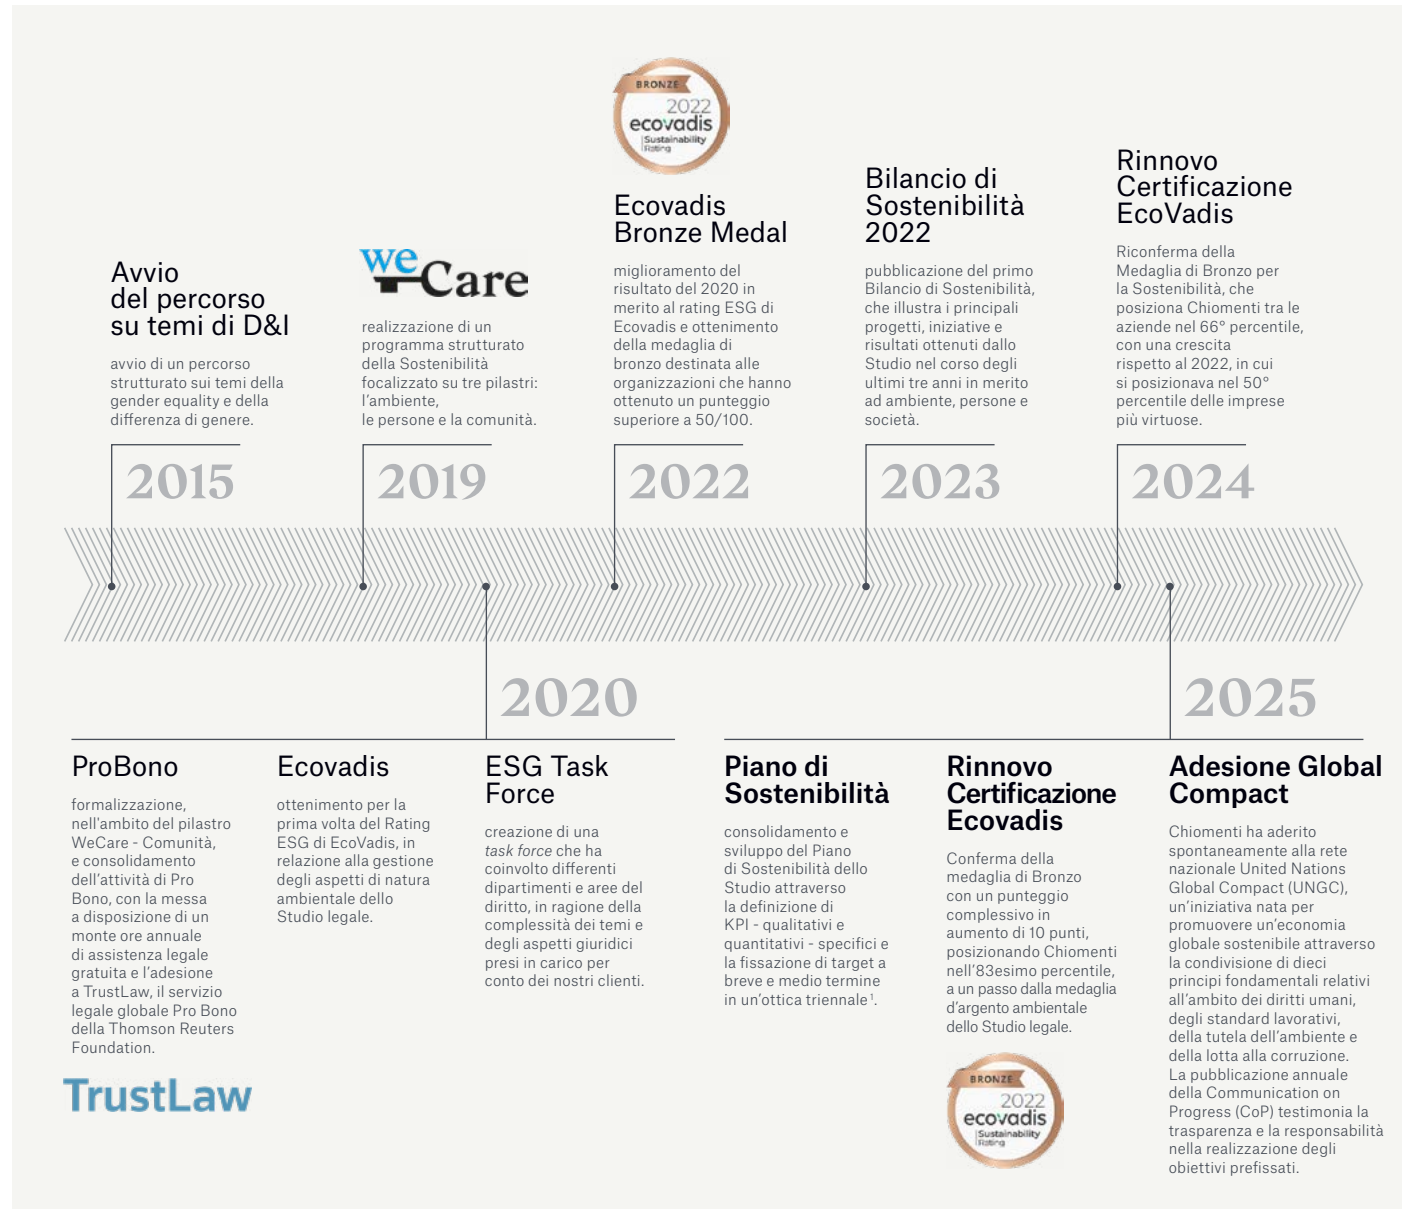 Avvio
del percorso
su temi di D&I
avvio di un percorso
strutturato sui temi della
gender equality e della
differenza di genere.
2015
we
Care
realizzazione di un
programma strutturato
della Sostenibilità
focalizzato su tre pilastri:
l’ambiente,
le persone e la comunità.
2019
BRONZE
2022
ecovadis
Sustainability
Rating
Ecovadis
Bronze Medal
miglioramento del
risultato del 2020 in
merito al rating ESG di
Ecovadis e ottenimento
della medaglia di
bronzo destinata alle
organizzazioni che hanno
ottenuto un punteggio
superiore a 50/100.
2022
Bilancio di
Sostenibilità
2022
pubblicazione del primo
Bilancio di Sostenibilità,
che illustra i principali
progetti, iniziative e
risultati ottenuti dallo
Studio nel corso degli
ultimi tre anni in merito
ad ambiente, persone e
società.
2023
Rinnovo
Certificazione
EcoVadis
Riconferma della
Medaglia di Bronzo per
la Sostenibilità, che
posiziona Chiomenti tra le
aziende nel 66° percentile,
con una crescita
rispetto al 2022, in cui
si posizionava nel 50°
percentile delle imprese
più virtuose.
2024
2020
ProBono
formalizzazione,
nell'ambito del pilastro
WeCare - Comunità,
e consolidamento
dell’attività di Pro
Bono, con la messa
a disposizione di un
monte ore annuale
di assistenza legale
gratuita e l’adesione
a TrustLaw, il servizio
legale globale Pro Bono
della Thomson Reuters
Foundation.
TrustLaw
Ecovadis
ottenimento per la
prima volta del Rating
ESG di EcoVadis, in
relazione alla gestione
degli aspetti di natura
ambientale dello
Studio legale.
ESG Task
Force
creazione di una
task force che ha
coinvolto differenti
dipartimenti e aree del
diritto, in ragione della
complessità dei temi e
degli aspetti giuridici
presi in carico per
conto dei nostri clienti.
2025
Piano di
Sostenibilità
consolidamento e
sviluppo del Piano
di Sostenibilità dello
Studio attraverso
la definizione di
KPI - qualitativi e
quantitativi - specifici e
la fissazione di target a
breve e medio termine
in un’ottica triennale¹.
Rinnovo
Certificazione
Ecovadis
Conferma della
medaglia di Bronzo
con un punteggio
complessivo in
aumento di 10 punti,
posizionando Chiomenti
nell’83esimo percentile,
a un passo dalla medaglia
d’argento ambientale
dello Studio legale.
BRONZE
2022
ecovadis
Sustainability
Rating
Adesione Global
Compact
Chiomenti ha aderito
spontaneamente alla rete
nazionale United Nations
Global Compact (UNGC),
un’iniziativa nata per
promuovere un’economia
globale sostenibile attraverso
la condivisione di dieci
principi fondamentali relativi
all’ambito dei diritti umani,
degli standard lavorativi,
della tutela dell’ambiente e
della lotta alla corruzione.
La pubblicazione annuale
della Communication on
Progress (CoP) testimonia la
trasparenza e la responsabilità
nella realizzazione degli
obiettivi prefissati.